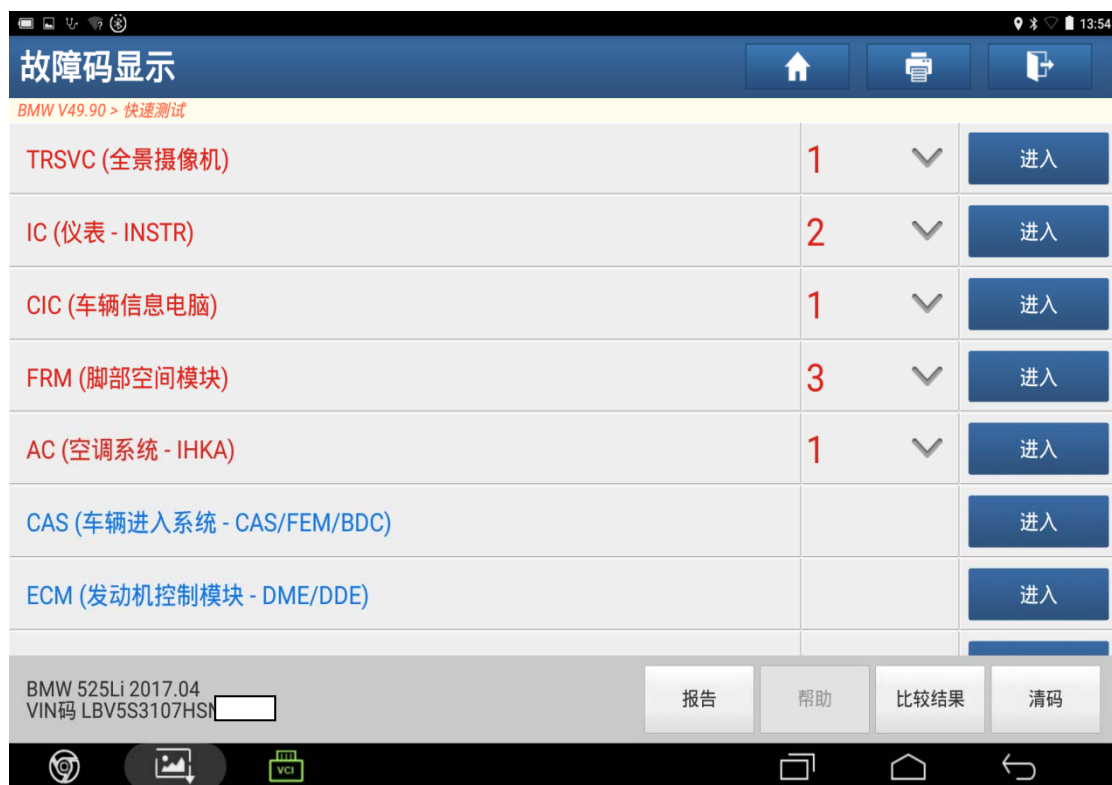 13:54
故障码显示
BMW V49.90 > 快速测试
TRSVC (全景摄像机) 1 进入
IC (仪表 - INSTR) 2 进入
CIC (车辆信息电脑) 1 进入
FRM (脚部空间模块) 3 进入
AC (空调系统 - IHKA) 1 进入
CAS (车辆进入系统 - CAS/FEM/BDC) 进入
ECM (发动机控制模块 - DME/DDE) 进入
BMW 525Li 2017.04
VIN码 LBV5S3107HSN
报告 帮助 比较结果 清码
VCI